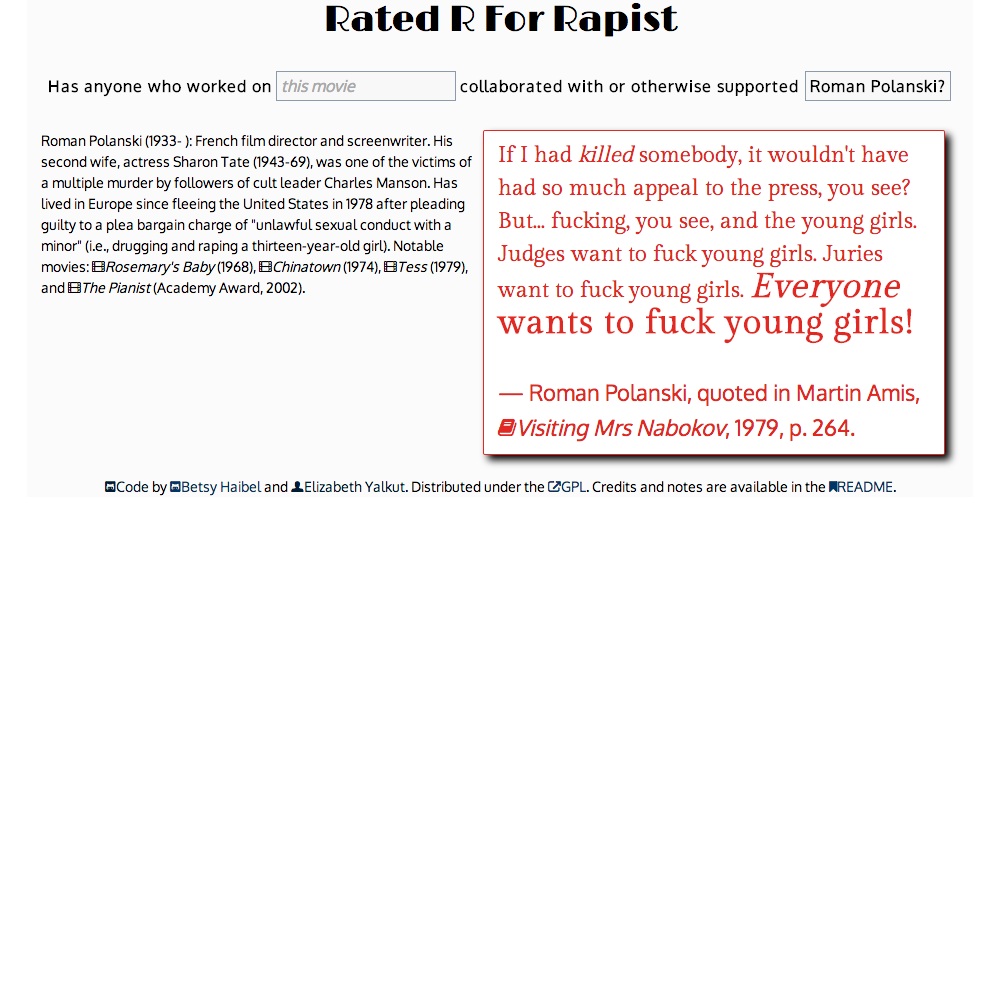 Rated R For Rapist
Has anyone who worked on this movie collaborated with or otherwise supported Roman Polanski?
Roman Polanski (1933- ): French film director and screenwriter. His
second wife, actress Sharon Tate (1943-69), was one of the victims of
a multiple murder by followers of cult leader Charles Manson. Has
lived in Europe since fleeing the United States in 1978 after pleading
guilty to a plea bargain charge of "unlawful sexual conduct with a
minor" (i.e., drugging and raping a thirteen-year-old girl). Notable
movies: Rosemary's Baby (1968), Chinatown (1974), Tess (1979),
and The Pianist (Academy Award, 2002).
If I had killed somebody, it wouldn't have
had so much appeal to the press, you see?
But... fucking, you see, and the young girls.
Judges want to fuck young girls. Juries
want to fuck young girls. Everyone
wants to fuck young girls!
— Roman Polanski, quoted in Martin Amis,
Visiting Mrs Nabokov, 1979, p. 264.
Code by Betsy Haibel and Elizabeth Yalkut. Distributed under the GPL. Credits and notes are available in the README.